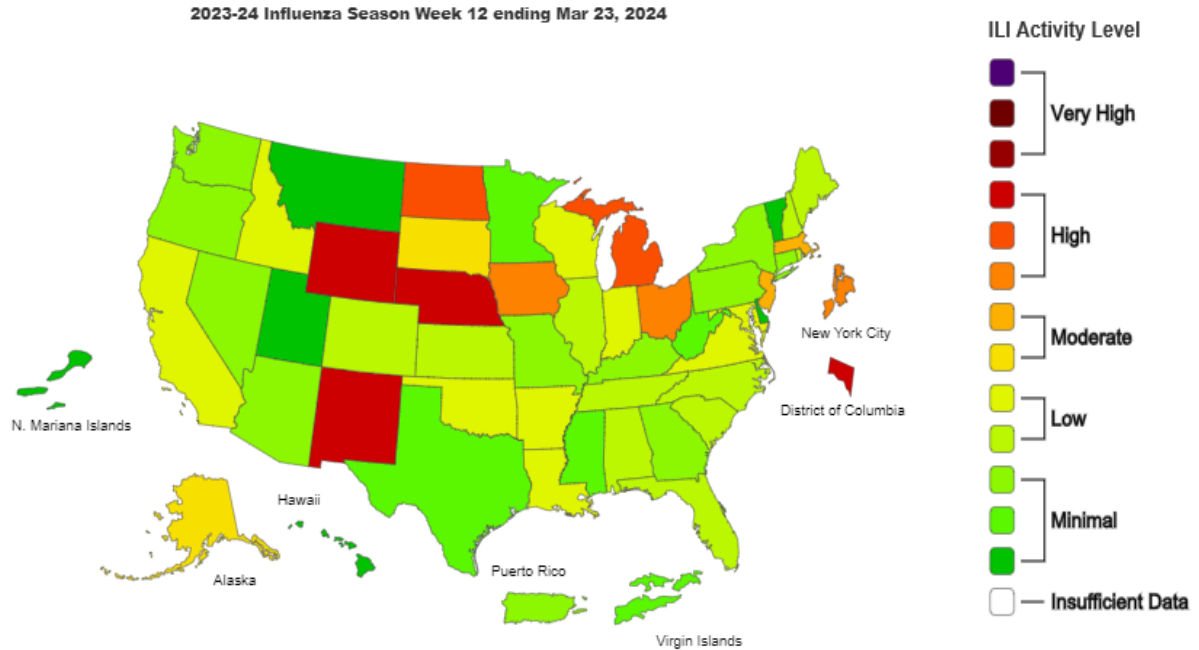 2023-24 Influenza Season Week 12 ending Mar 23, 2024
ILI Activity Level
Very High
High
Moderate
Low
Minimal
Insufficient Data
New York City
District of Columbia
N. Mariana Islands
Hawaii
Alaska
Puerto Rico
Virgin Islands